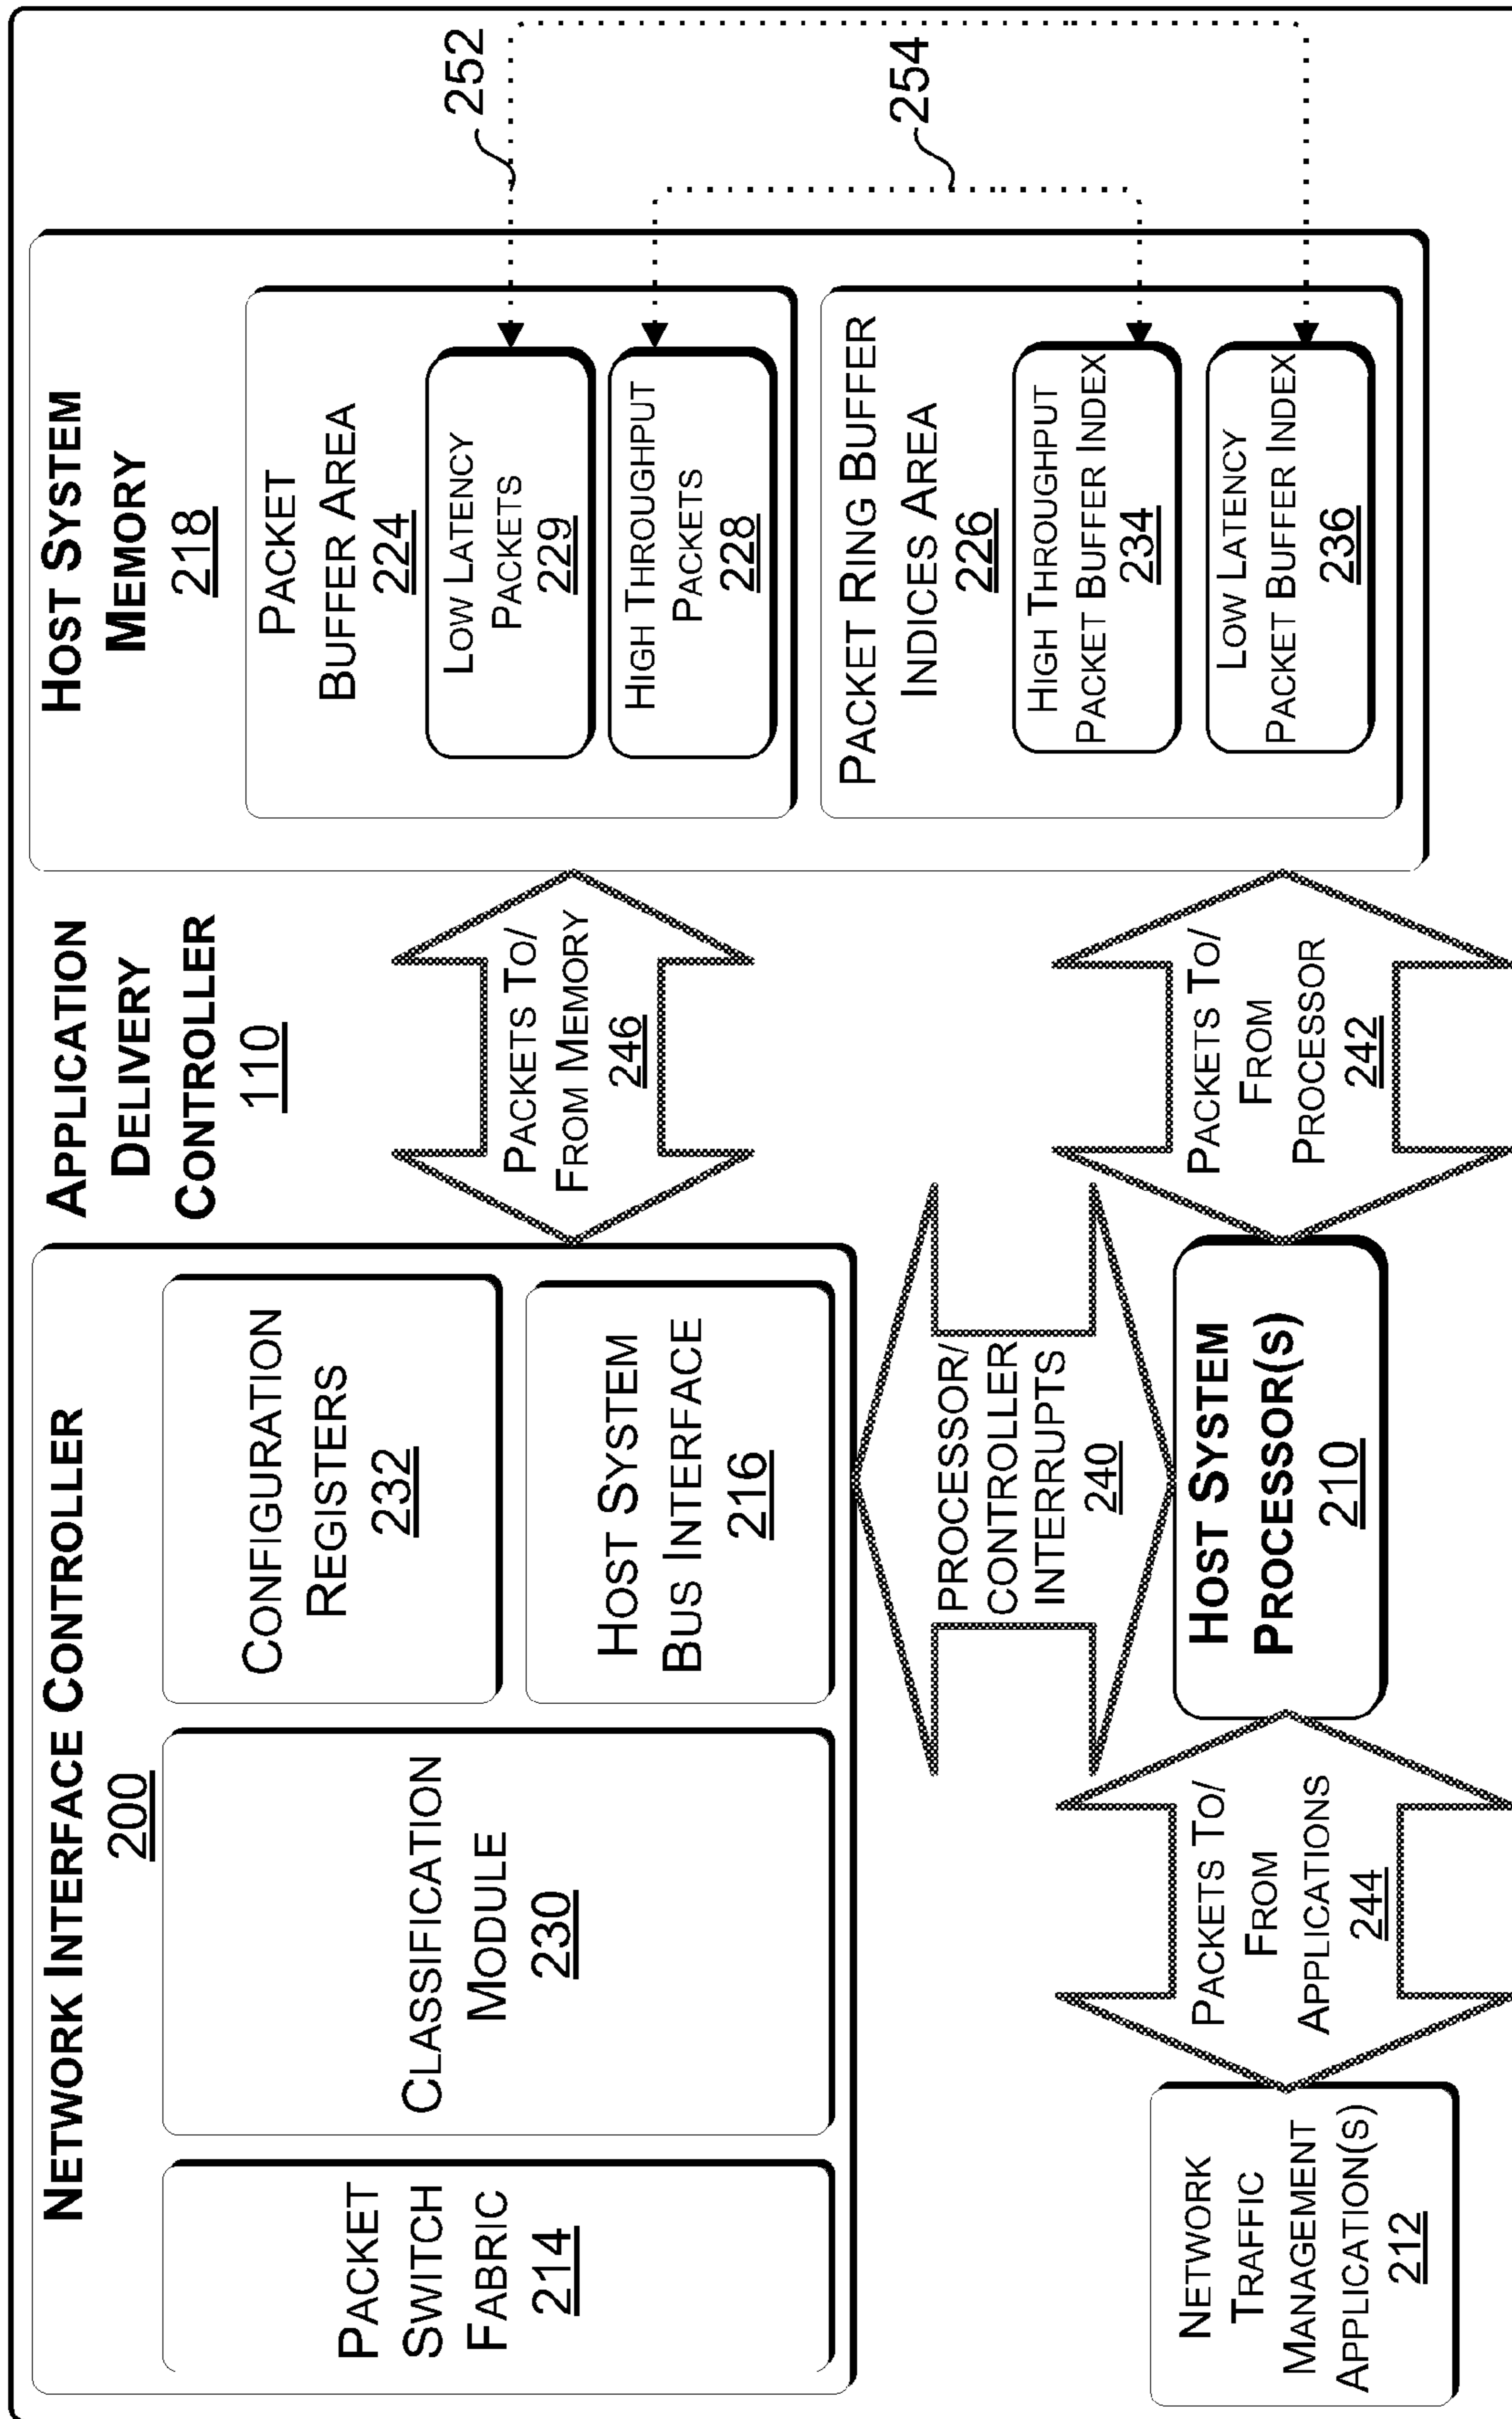 NETWORK INTERFACE CONTROLLER
200
PACKET
SWITCH
FABRIC
214
CLASSIFICATION
MODULE
230
CONFIGURATION
REGISTERS
232
HOST SYSTEM
BUS INTERFACE
216
APPLICATION
DELIVERY
CONTROLLER
110
PACKETS TO/
FROM MEMORY
246
HOST SYSTEM
MEMORY
218
PACKET
BUFFER AREA
224
LOW LATENCY
PACKETS
229
HIGH THROUGHPUT
PACKETS
228
PACKET RING BUFFER
INDICES AREA
226
HIGH THROUGHPUT
PACKET BUFFER INDEX
234
LOW LATENCY
PACKET BUFFER INDEX
236
252
254
PROCESSOR/
CONTROLLER
INTERRUPTS
240
NETWORK
TRAFFIC
MANAGEMENT
APPLICATION(S)
212
PACKETS TO/
FROM
APPLICATIONS
244
HOST SYSTEM
PROCESSOR(S)
210
PACKETS TO/
FROM
PROCESSOR
242